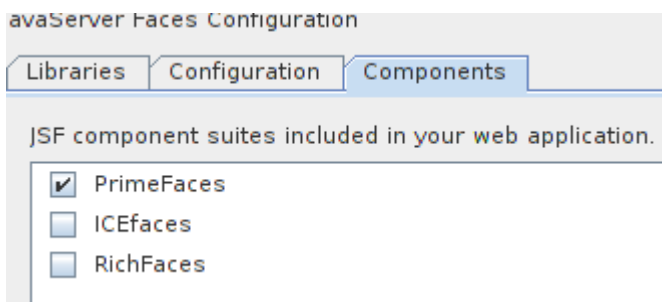 avaServer Faces Configuration
Libraries Configuration Components
JSF component suites included in your web application.
PrimeFaces
ICEfaces
RichFaces